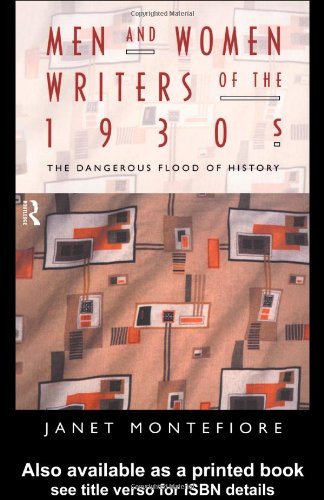 MEN AND WOMEN
WRITERS OF THE
1930s
THE DANGEROUS FLOOD OF HISTORY
ROUTLEDGE
JANET MONTEFIORE
Also available as a printed book
see title verso for ISBN details